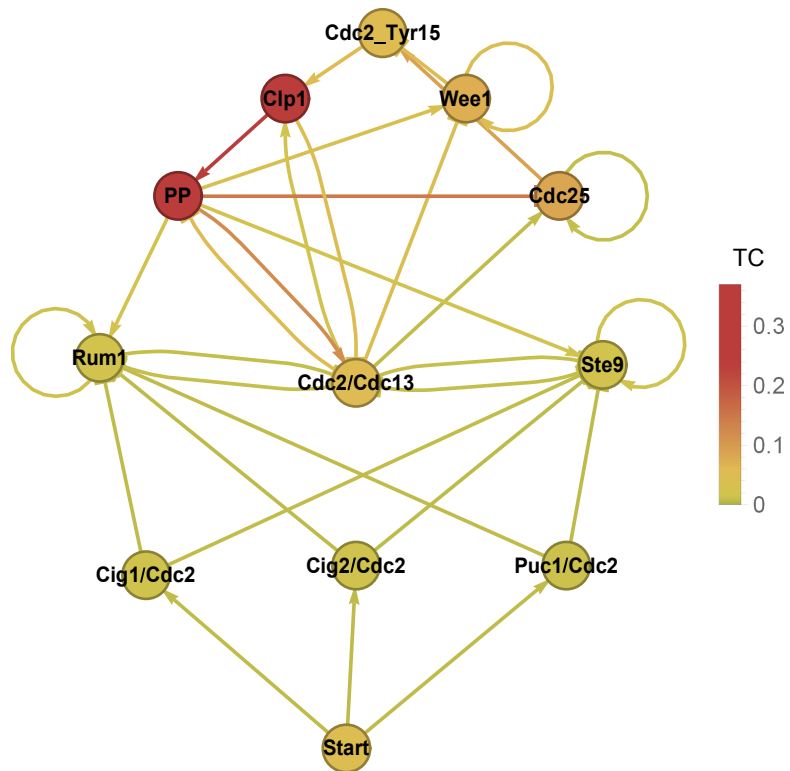 Cdc2_Tyr15
Clp1
Wee1
PP
Cdc25
TC
0.3
0.2
0.1
0
Rum1
Cdc2/Cdc13
Ste9
Cig1/Cdc2
Cig2/Cdc2
Puc1/Cdc2
Start